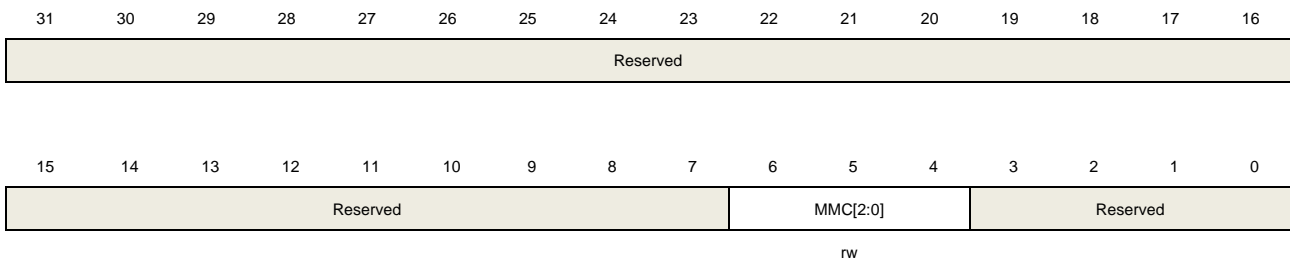 31 30 29 28 27 26 25 24 23 22 21 20 19 18 17 16
Reserved
15 14 13 12 11 10 9 8 7 6 5 4 3 2 1 0
Reserved MMC[2:0] Reserved
rw